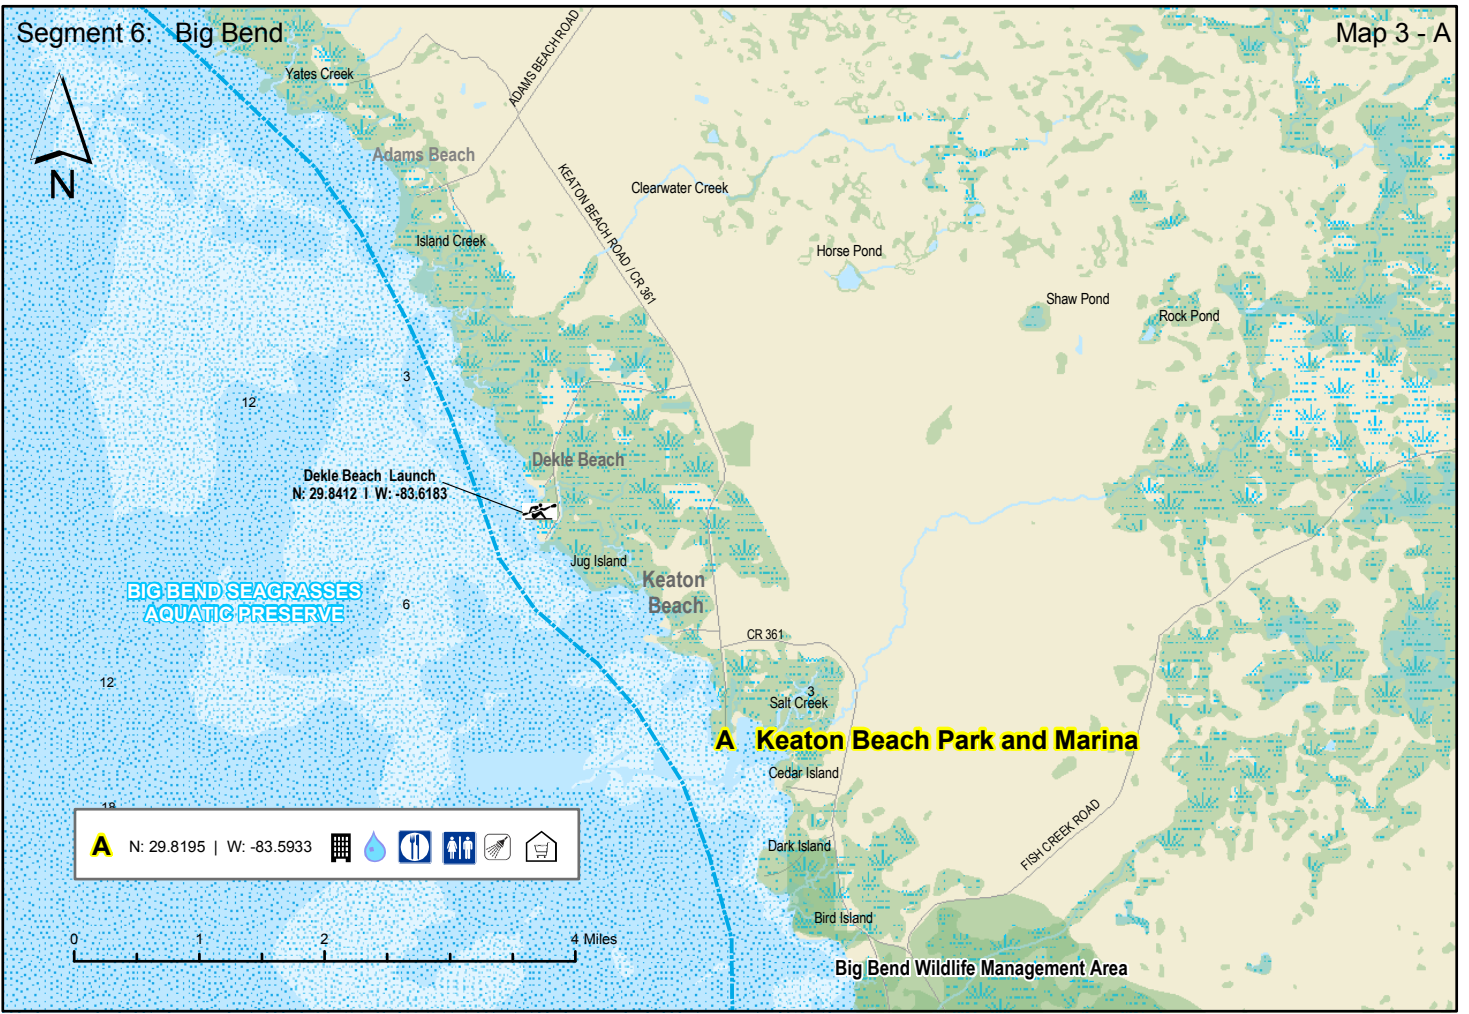 Segment 6:   Big Bend
Map 3 - A
Yates Creek
ADAMS BEACH ROAD
Adams Beach
N
KEATON BEACH ROAD / CR 361
Clearwater Creek
Island Creek
Horse Pond
Shaw Pond
Rock Pond
3
12
Dekle Beach
Dekle Beach Launch
N: 29.8412 | W: -83.6183
Jug Island
Keaton
Beach
BIG BEND SEAGRASSES
AQUATIC PRESERVE
6
CR 361
12
3
Salt Creek
A   Keaton Beach Park and Marina
Cedar Island
18
A   N: 29.8195 | W: -83.5933
Dark Island
FISH CREEK ROAD
Bird Island
0 1 2 4 Miles
Big Bend Wildlife Management Area